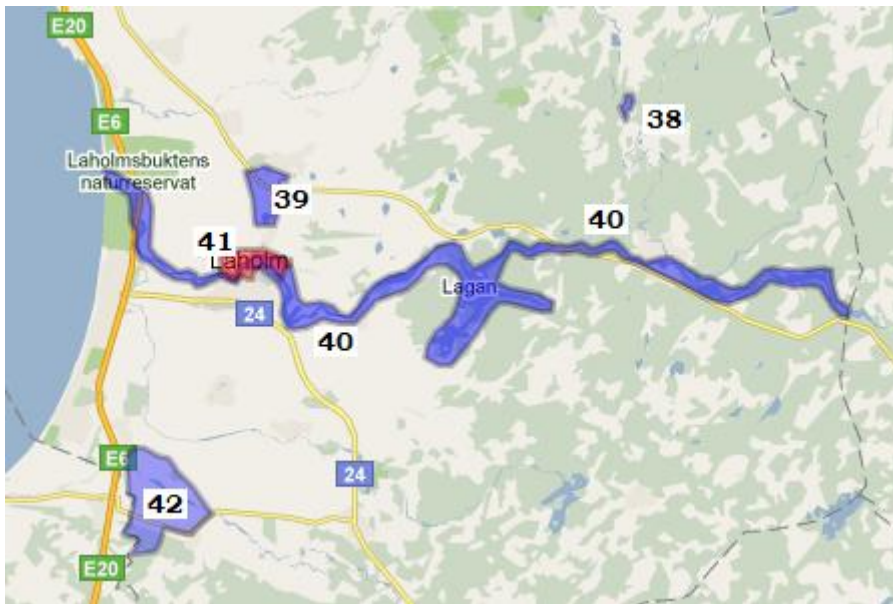 E20
E6
38
Laholmsbuktens
naturreservat
39
40
41
Laholm
Lagan
24
40
E6
24
42
E20